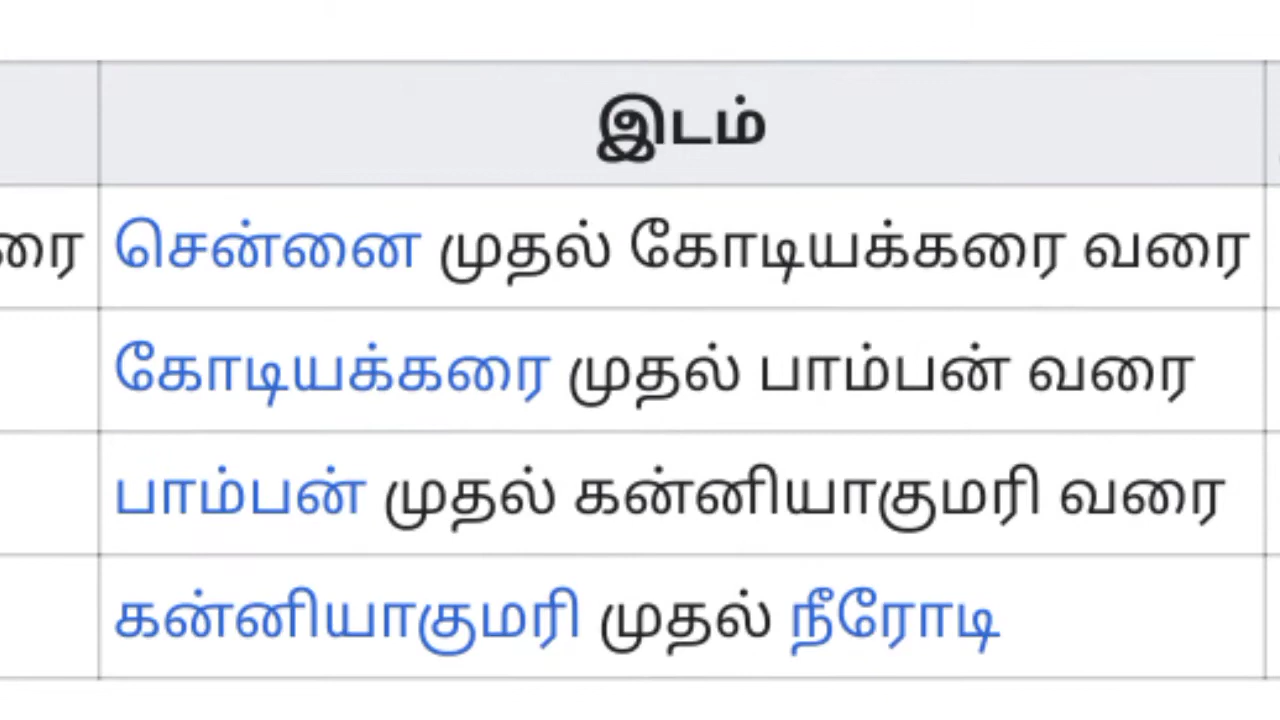 இடம்
சென்னை முதல் கோடியக்கரை வரை
கோடியக்கரை முதல் பாம்பன் வரை
பாம்பன் முதல் கன்னியாகுமரி வரை
கன்னியாகுமரி முதல் நீரோடி